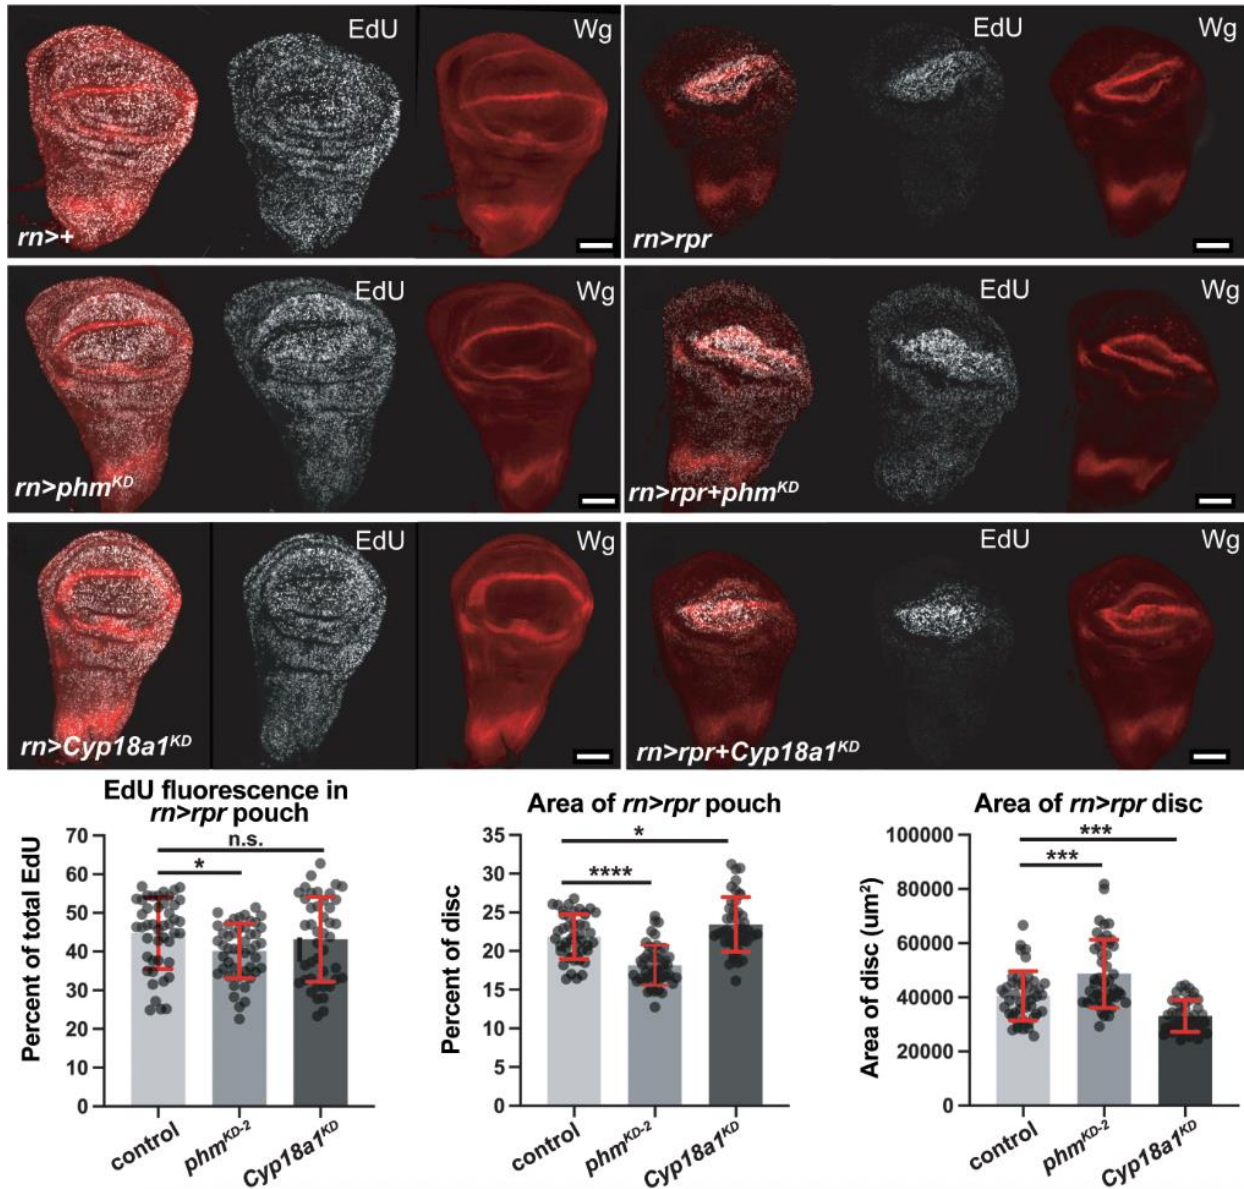 EdU Wg
rn>+
EdU Wg
rn>rpr
EdU Wg
rn>phm^KD
EdU Wg
rn>rpr+phm^KD
EdU Wg
rn>Cyp18a1^KD
EdU Wg
rn>rpr+Cyp18a1^KD
EdU fluorescence in
rn>rpr pouch
Percent of total EdU
70
60
50
40
30
20
10
0
n.s.
*
control
phm^KD-2
Cyp18a1^KD
Area of rn>rpr pouch
Percent of disc
35
30
25
20
15
10
5
0
*
****
control
phm^KD-2
Cyp18a1^KD
Area of rn>rpr disc
Area of disc (um²)
100000
80000
60000
40000
20000
0
***
***
control
phm^KD-2
Cyp18a1^KD